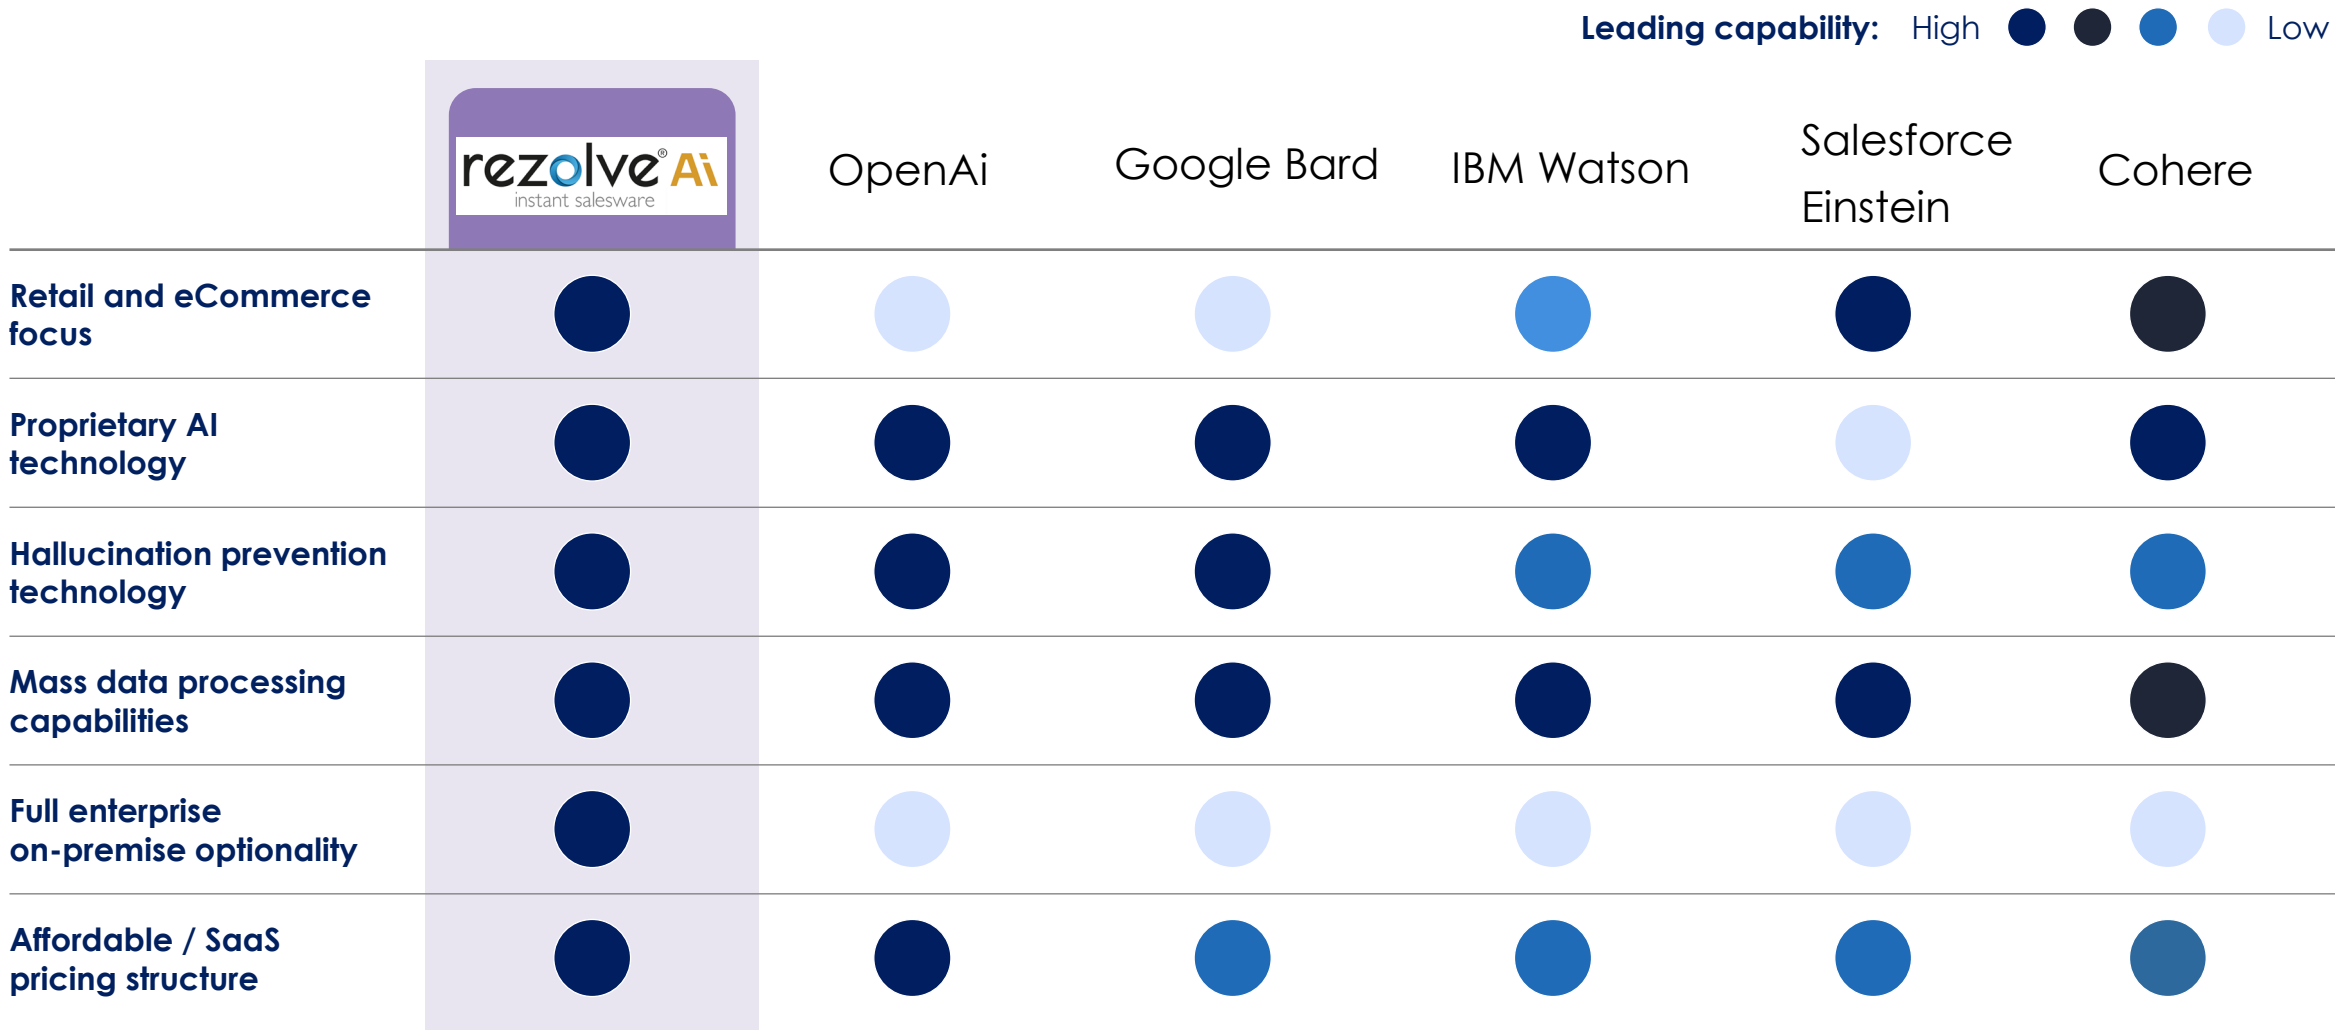 Leading capability: High Low
rezolve® Ai
instant salesware
OpenAi
Google Bard
IBM Watson
Salesforce
Einstein
Cohere
Retail and eCommerce
focus
Proprietary AI
technology
Hallucination prevention
technology
Mass data processing
capabilities
Full enterprise
on-premise optionality
Affordable / SaaS
pricing structure